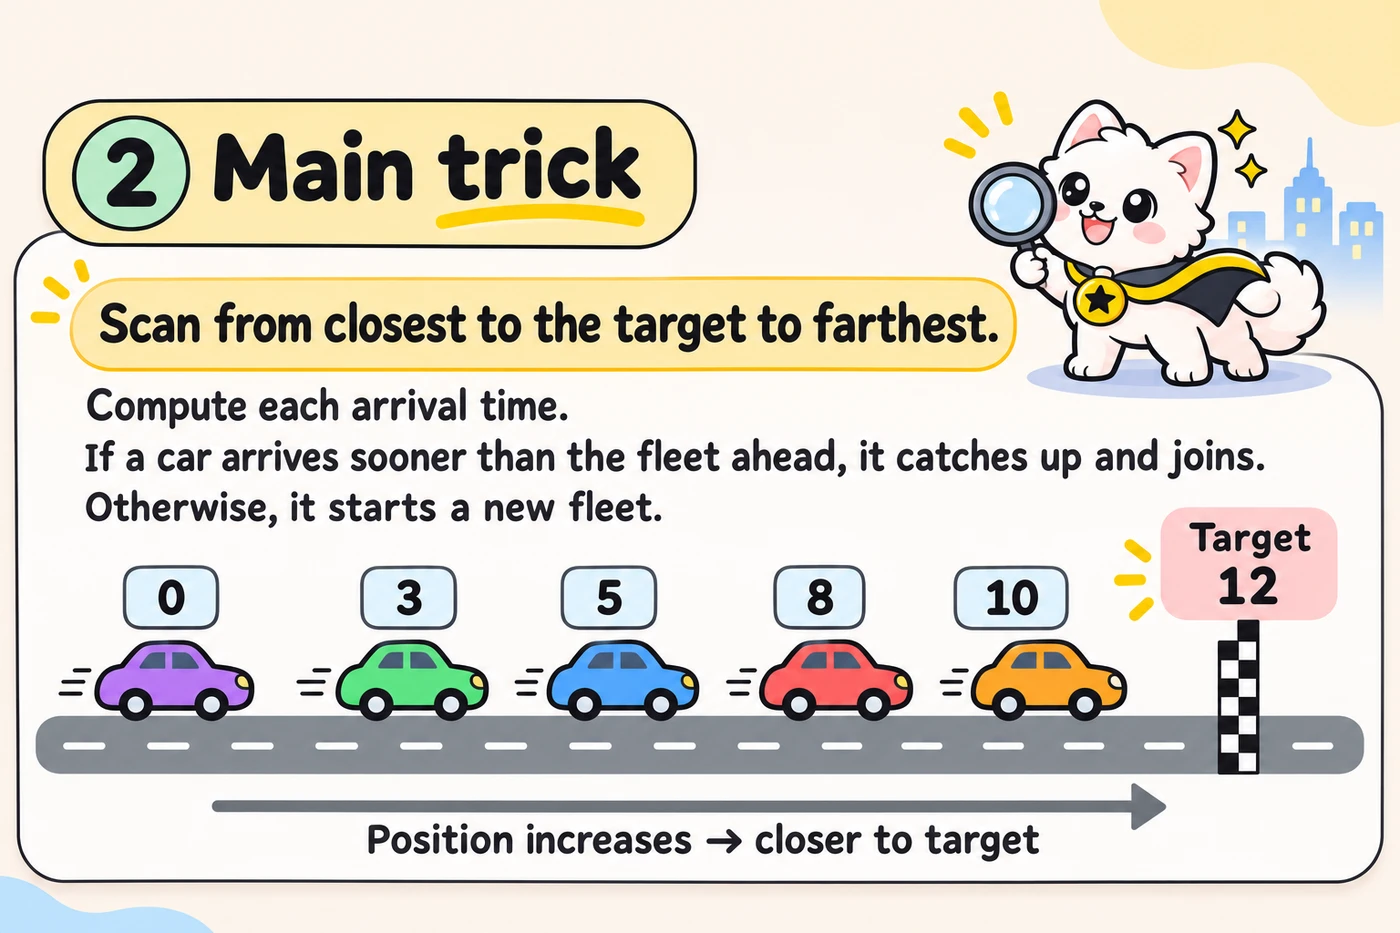 2 Main trick
Scan from closest to the target to farthest.
Compute each arrival time.
If a car arrives sooner than the fleet ahead, it catches up and joins.
Otherwise, it starts a new fleet.
Target
12
0 3 5 8 10
Position increases → closer to target